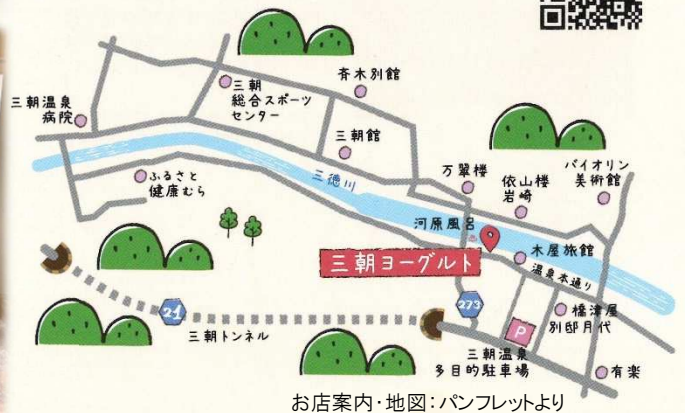 斉木別館
三朝
総合スポーツ
センター
三朝温泉
病院
三朝館
ふるさと
健康むら
三徳川
万翠楼
依山楼
岩崎
バイオリン
美術館
河原風呂
三朝ヨーグルト
木屋旅館
温泉本通り
21
273
三朝トンネル
P
橋津屋
別邸月代
三朝温泉
多目的駐車場
有楽
お店案内・地図：パンフレットより